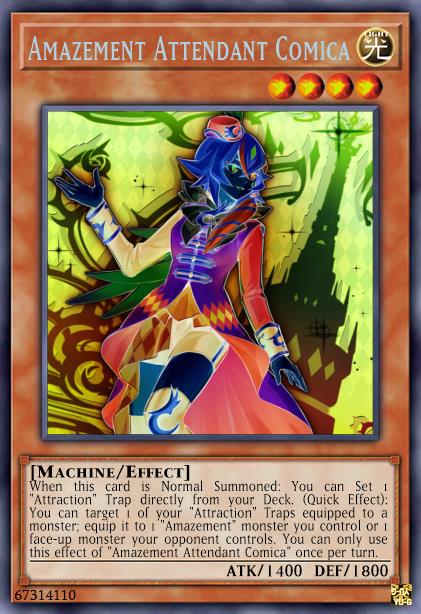 Amazement Attendant Comica
LIGHT
光
[Machine/Effect]
When this card is Normal Summoned: You can Set 1
"Attraction" Trap directly from your Deck. (Quick Effect):
You can target 1 of your "Attraction" Traps equipped to a
monster; equip it to 1 "Amazement" monster you control or 1
face-up monster your opponent controls. You can only use
this effect of "Amazement Attendant Comica" once per turn.
ATK/1400 DEF/1800
67314110